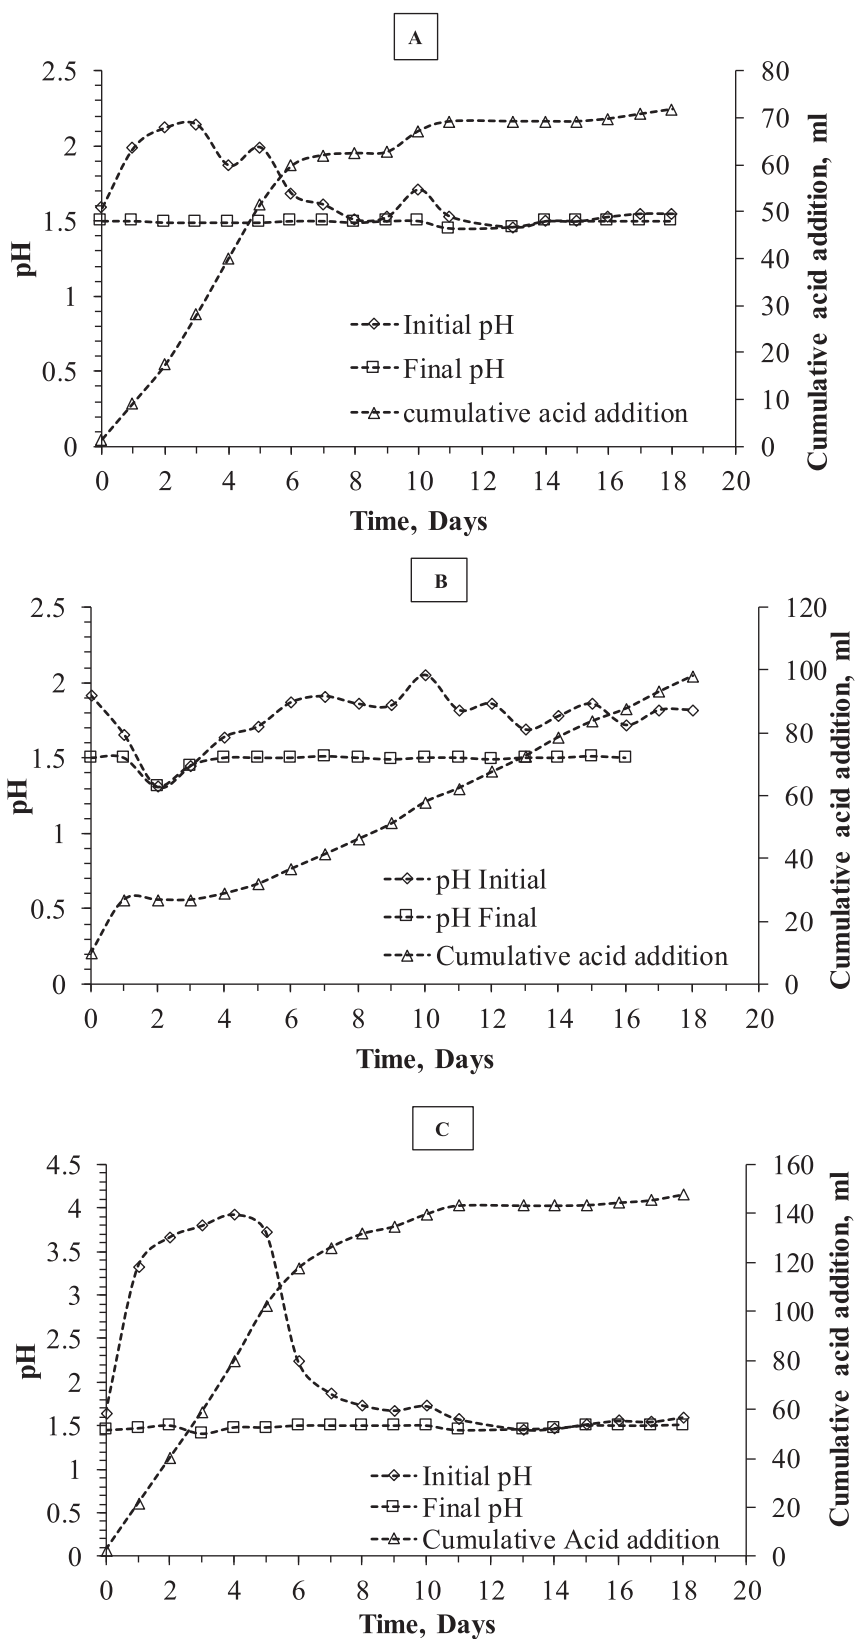 A
2.5
2
1.5
1
0.5
0
pH
80
70
60
50
40
30
20
10
0
Cumulative acid addition, ml
Initial pH
Final pH
cumulative acid addition
0 2 4 6 8 10 12 14 16 18 20
Time, Days
B
2.5
2
1.5
1
0.5
0
pH
120
100
80
60
40
20
0
Cumulative acid addition, ml
pH Initial
pH Final
Cumulative acid addition
0 2 4 6 8 10 12 14 16 18 20
Time, Days
C
4.5
4
3.5
3
2.5
2
1.5
1
0.5
0
pH
160
140
120
100
80
60
40
20
0
Cumulative acid addition, ml
Initial pH
Final pH
Cumulative Acid addition
0 2 4 6 8 10 12 14 16 18 20
Time, Days